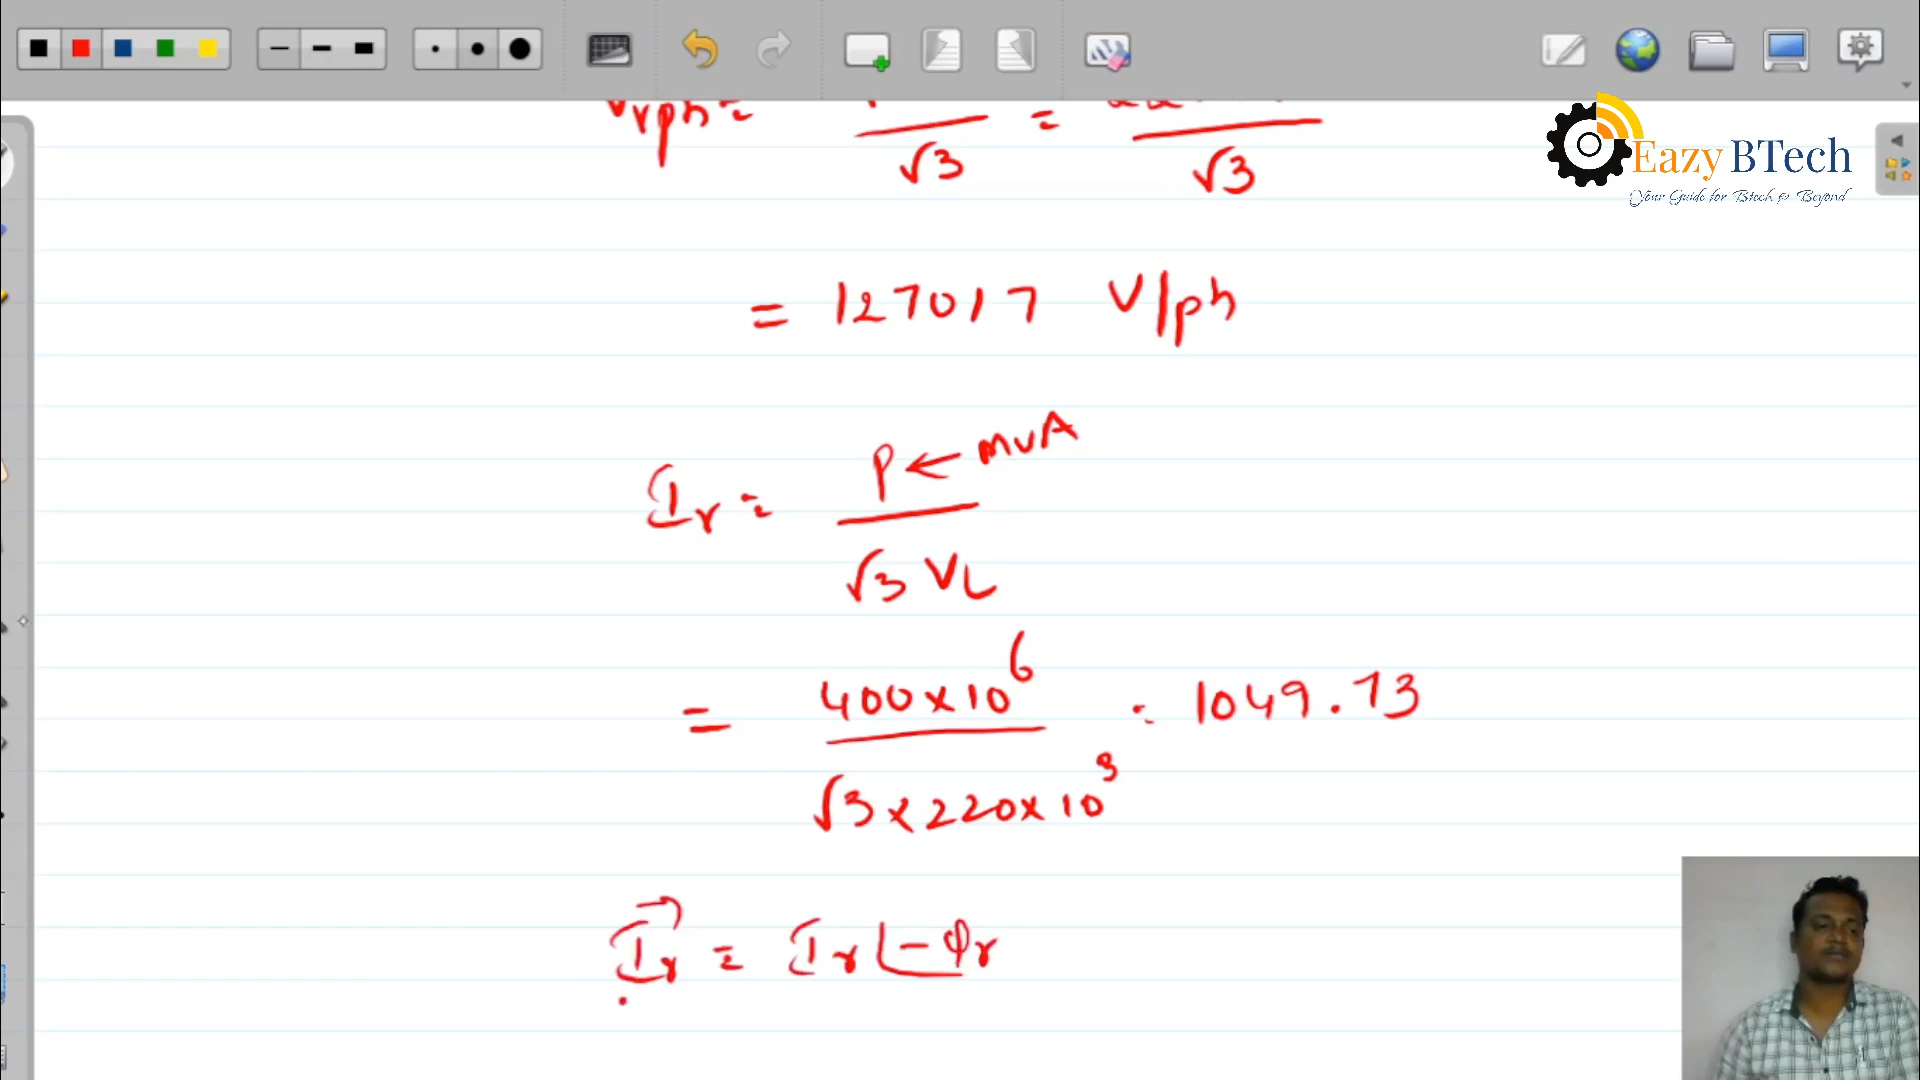 Eazy BTech
Your Guide for Btech & Beyond
Vrph = / √3 = / √3
= 127017 V/ph
Ir = P ← MVA / √3 VL
= 400 × 10^6 / √3 × 220 × 10^3 = 1049.73
I⃗r = Ir ∠-φr